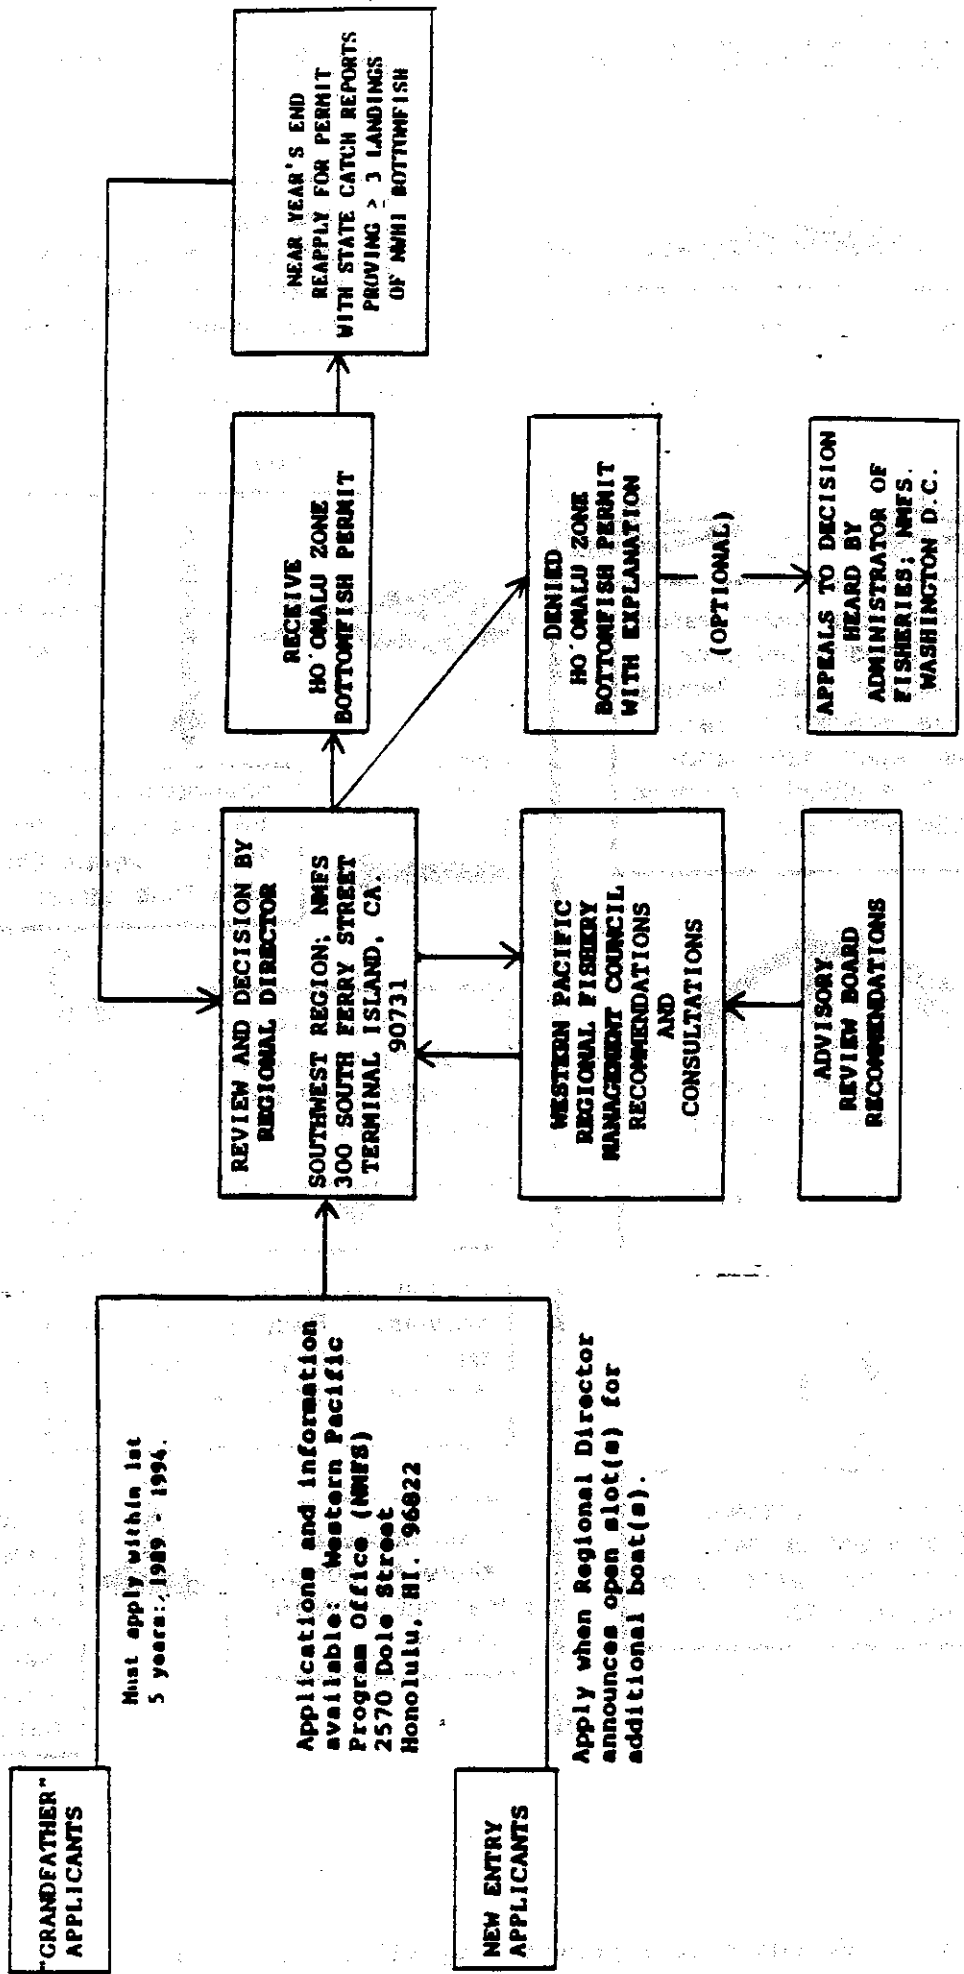 "GRANDFATHER"
APPLICANTS
Must apply within 1st
5 years: 1989 - 1994.
Applications and information
available: Western Pacific
Program Office (NMFS)
2570 Dole Street
Honolulu, HI. 96822
NEW ENTRY
APPLICANTS
Apply when Regional Director
announces open slot(s) for
additional boat(s).
REVIEW AND DECISION BY
REGIONAL DIRECTOR
SOUTHWEST REGION; NMFS
300 SOUTH FERRY STREET
TERMINAL ISLAND, CA.
90731
WESTERN PACIFIC
REGIONAL FISHERY
MANAGEMENT COUNCIL
RECOMMENDATIONS
AND
CONSULTATIONS
ADVISORY
REVIEW BOARD
RECOMMENDATIONS
RECEIVE
HO'OMALU ZONE
BOTTOMFISH PERMIT
DENIED
HO'OMALU ZONE
BOTTOMFISH PERMIT
WITH EXPLANATION
(OPTIONAL)
APPEALS TO DECISION
HEARD BY
ADMINISTRATOR OF
FISHERIES; NMFS.
WASHINGTON D.C.
NEAR YEAR'S END
REAPPLY FOR PERMIT
WITH STATE CATCH REPORTS
PROVING ≥ 3 LANDINGS
OF NWHI BOTTOMFISH